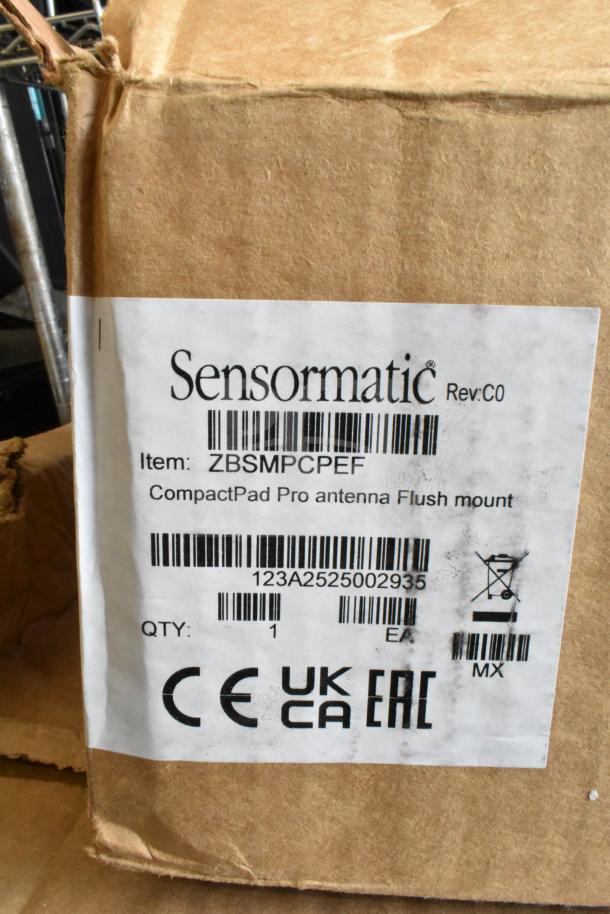 Sensormatic® Rev:C0
Item: ZBSMPCPEF
CompactPad Pro antenna Flush mount
123A2525002935
QTY: 1 EA
MX
CE UK CA EAC